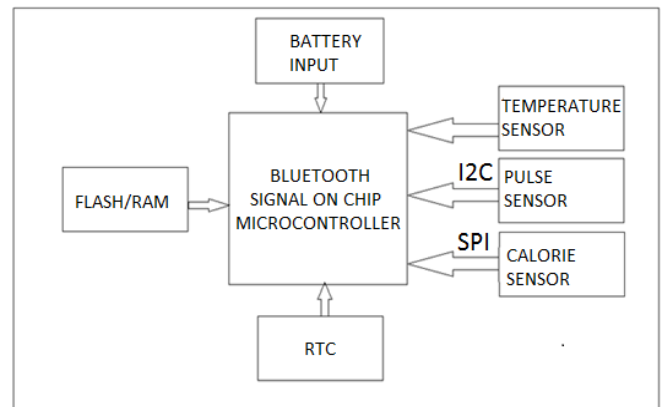 BATTERY
INPUT
TEMPERATURE
SENSOR
BLUETOOTH
SIGNAL ON CHIP
MICROCONTROLLER
I2C
PULSE
SENSOR
FLASH/RAM
SPI
CALORIE
SENSOR
RTC